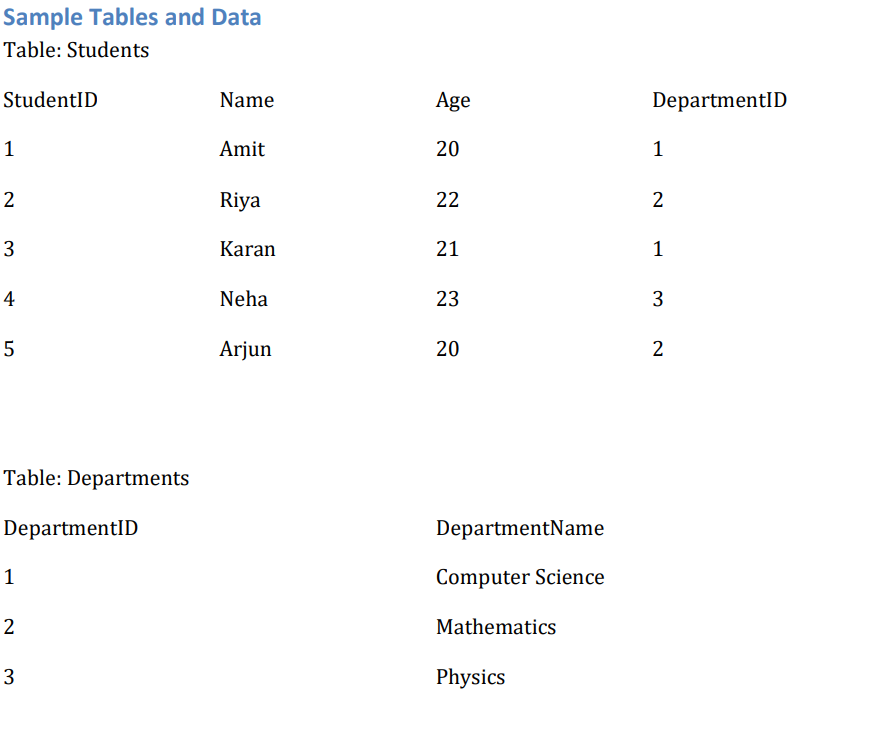 Sample Tables and Data
Table: Students
StudentID Name Age DepartmentID
1 Amit 20 1
2 Riya 22 2
3 Karan 21 1
4 Neha 23 3
5 Arjun 20 2
Table: Departments
DepartmentID DepartmentName
1 Computer Science
2 Mathematics
3 Physics